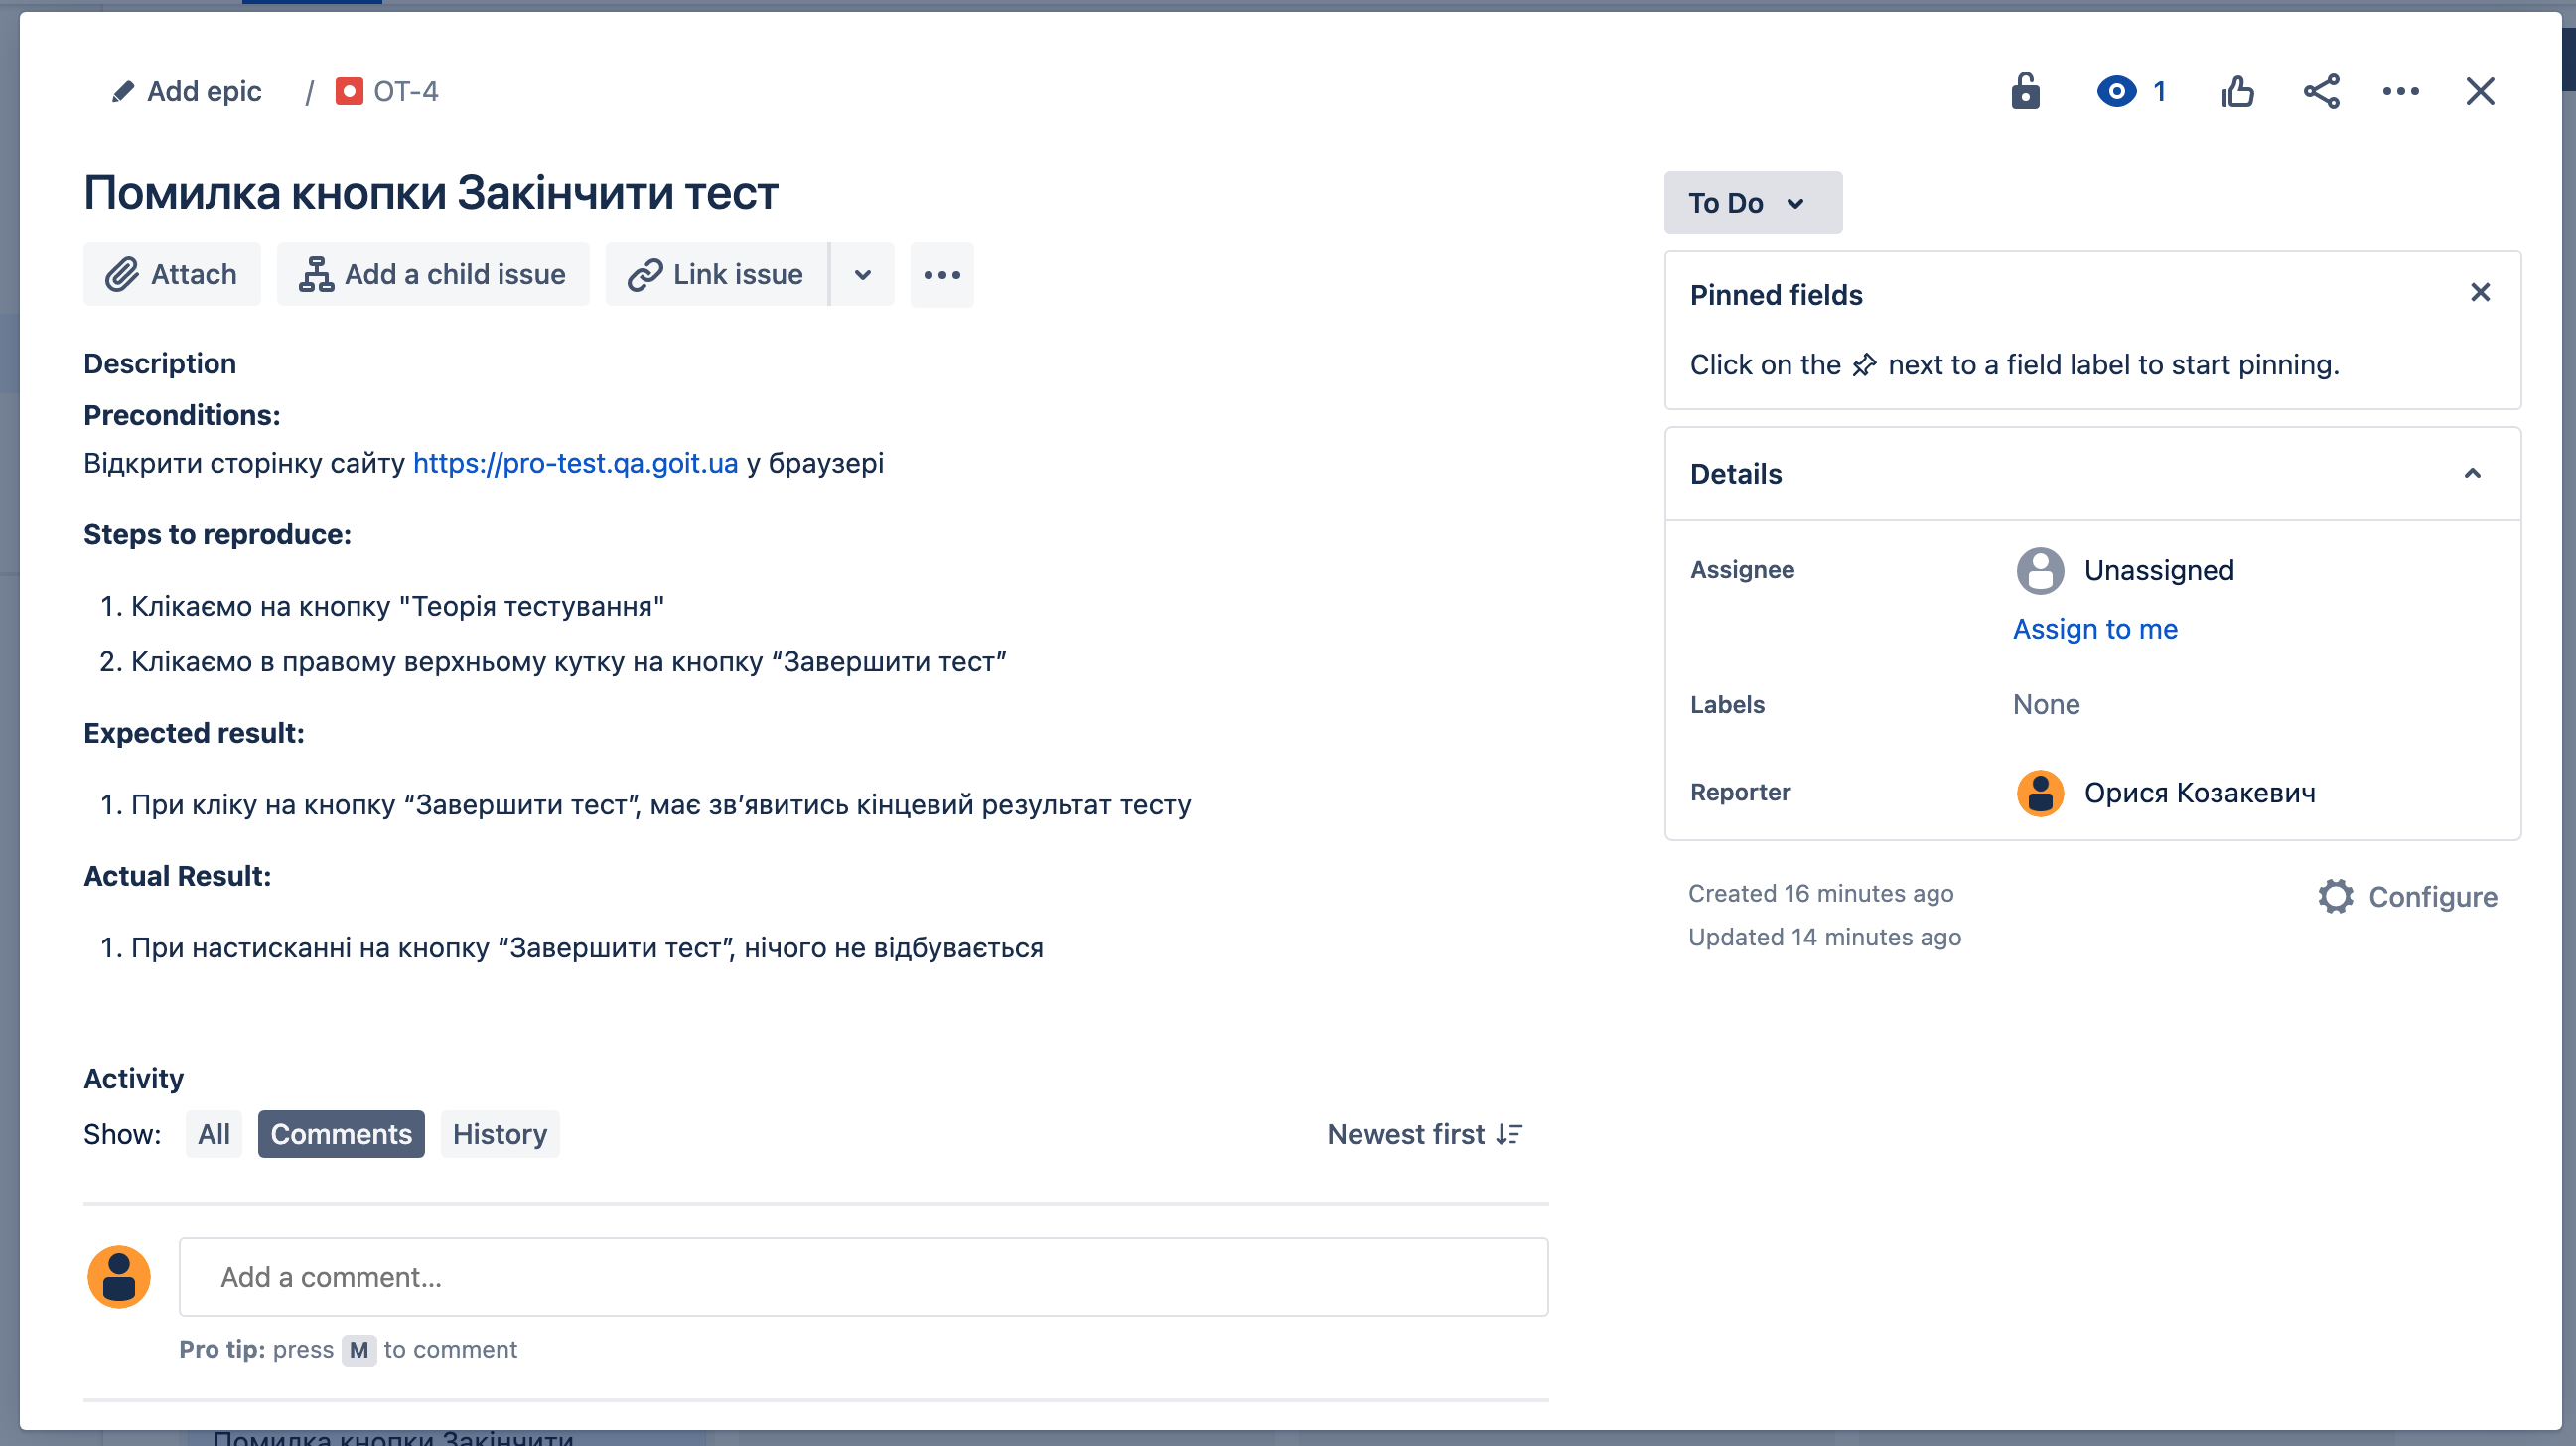 Add epic / OT-4
1
Помилка кнопки Закінчити тест
To Do
Attach
Add a child issue
Link issue
Pinned fields
Click on the next to a field label to start pinning.
Description
Preconditions:
Відкрити сторінку сайту https://pro-test.qa.goit.ua у браузері
Details
Steps to reproduce:
Assignee
Unassigned
Assign to me
1. Клікаємо на кнопку "Теорія тестування"
2. Клікаємо в правому верхньому кутку на кнопку “Завершити тест”
Labels
None
Expected result:
Reporter
Орися Козакевич
1. При кліку на кнопку “Завершити тест”, має зв’явитись кінцевий результат тесту
Actual Result:
Created 16 minutes ago
Configure
Updated 14 minutes ago
1. При настисканні на кнопку “Завершити тест”, нічого не відбувається
Activity
Show: All Comments History
Newest first
Add a comment...
Pro tip: press M to comment
Помилка кнопки Закінчити